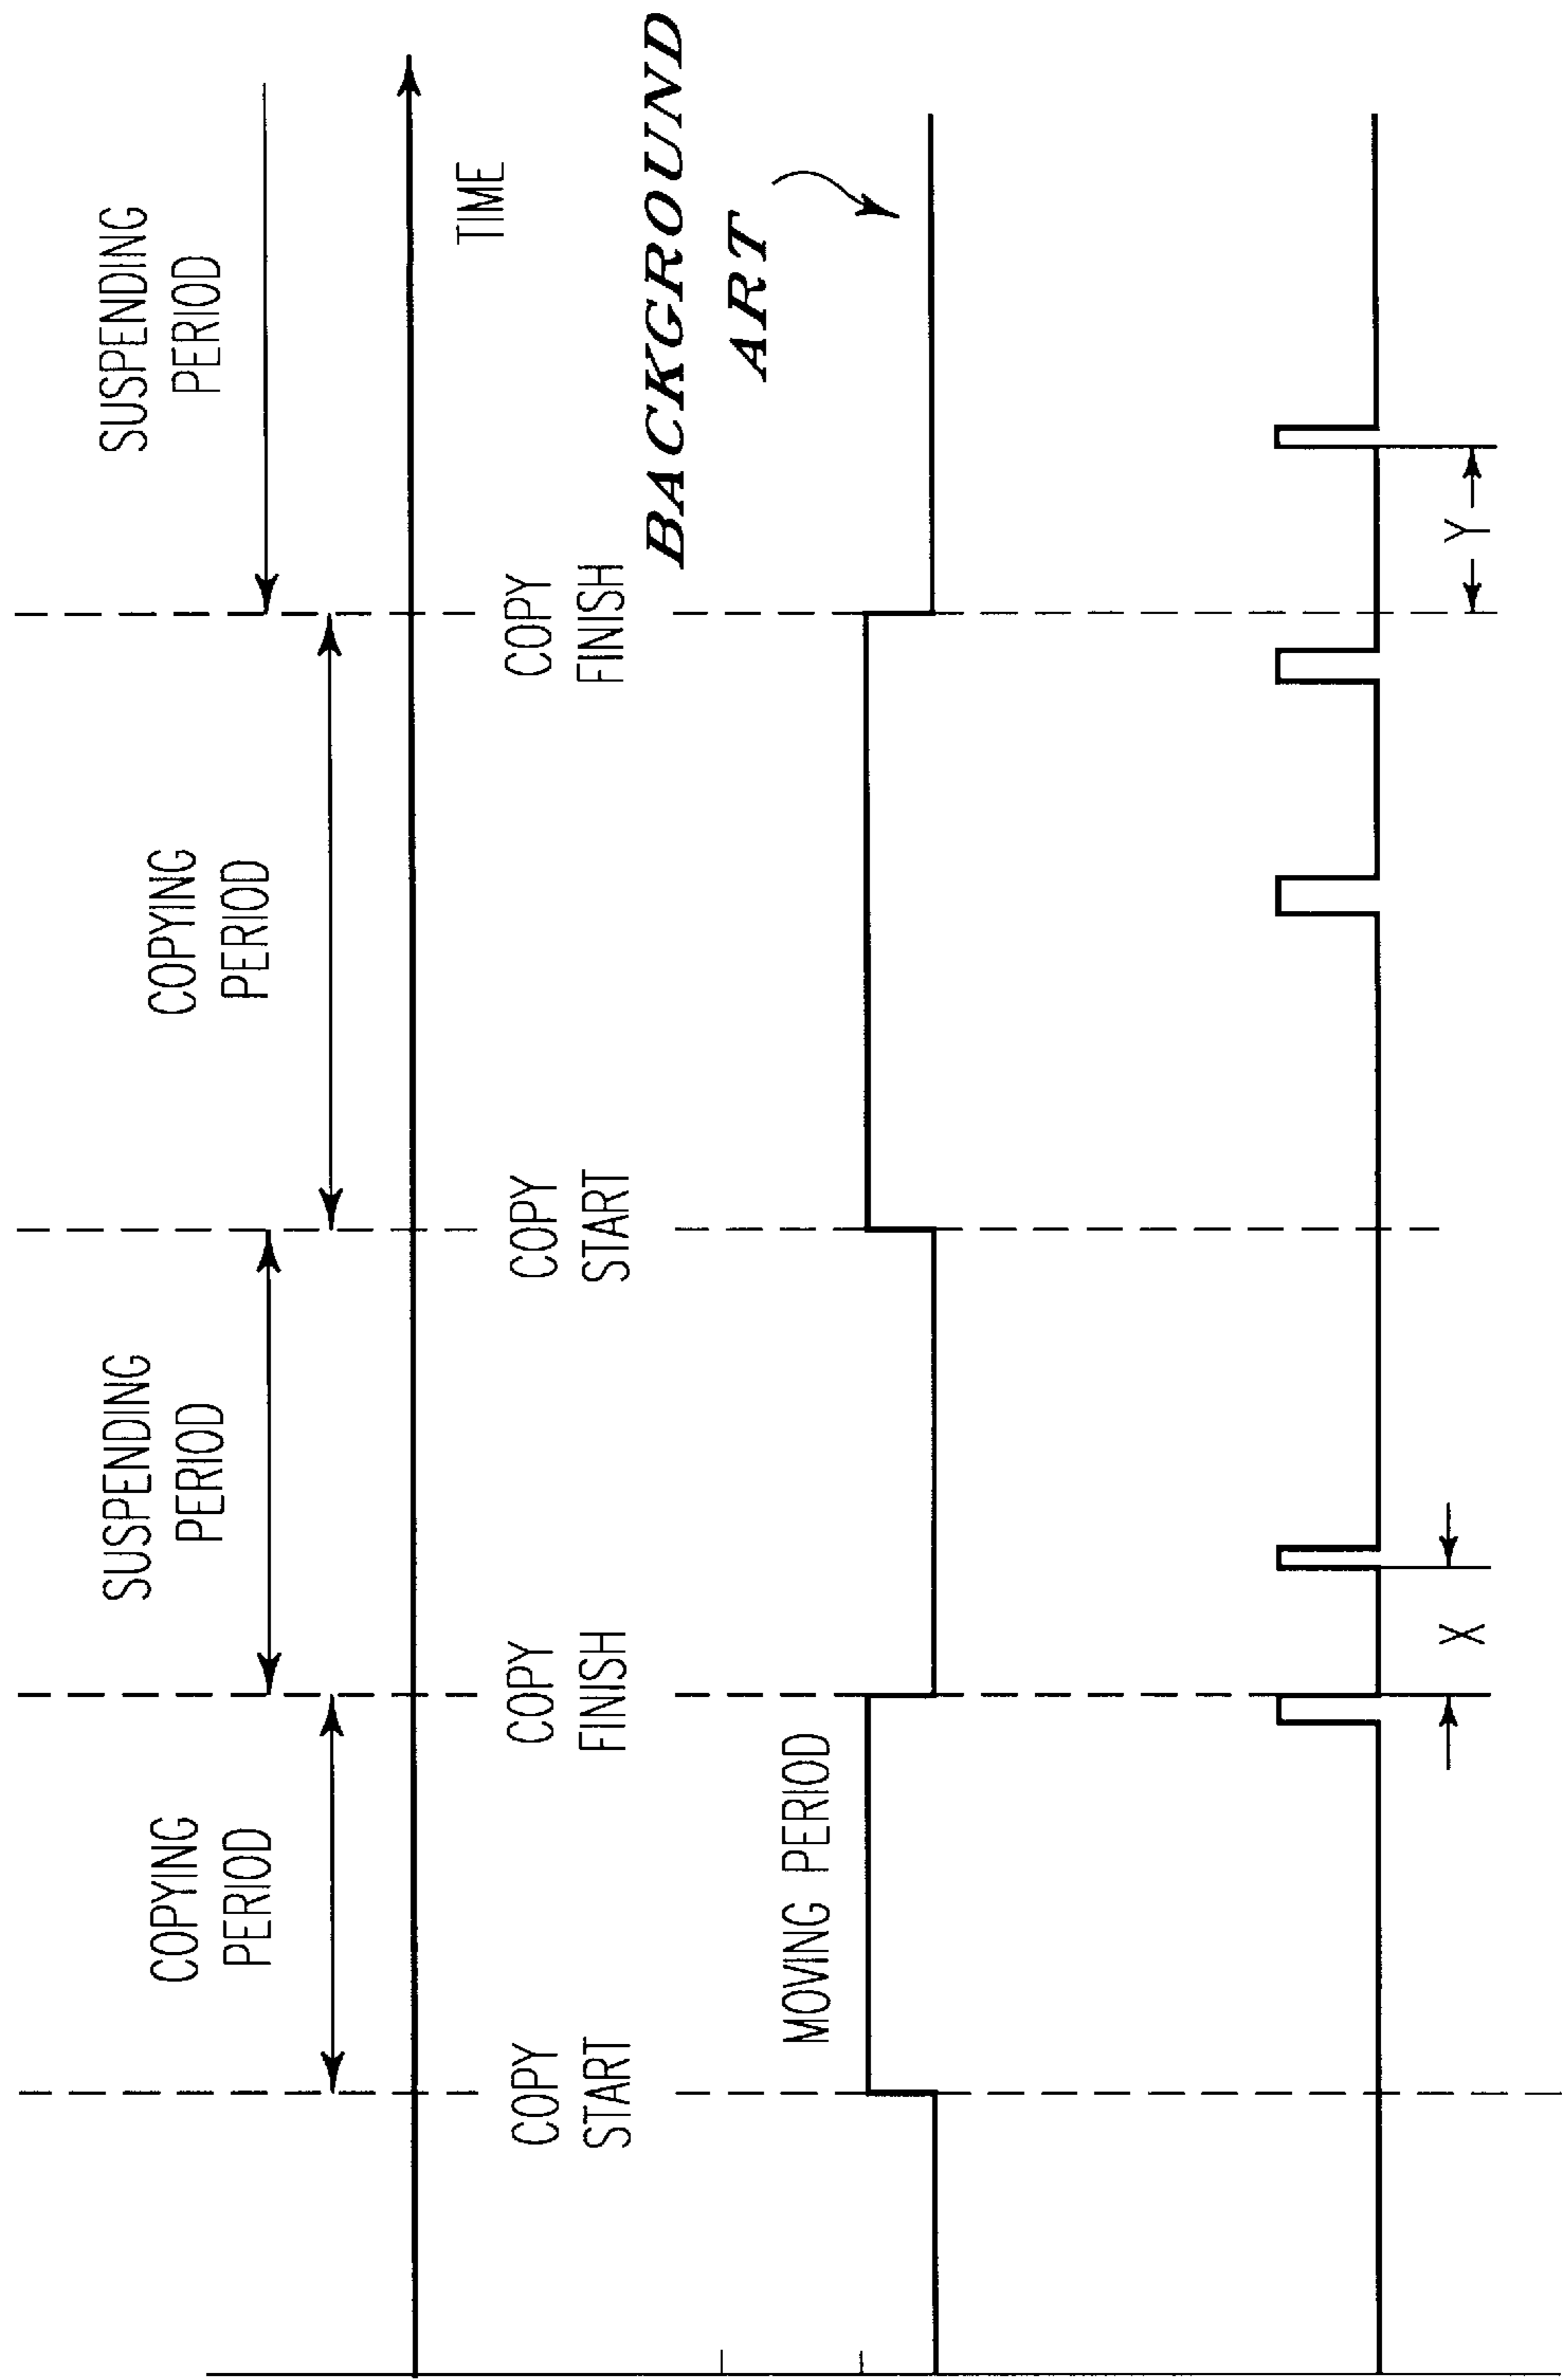 COPYING
PERIOD
SUSPENDING
PERIOD
COPYING
PERIOD
SUSPENDING
PERIOD
TIME
COPY
START
COPY
FINISH
COPY
START
COPY
FINISH
BACKGROUND
ART
MOVING PERIOD
X
Y